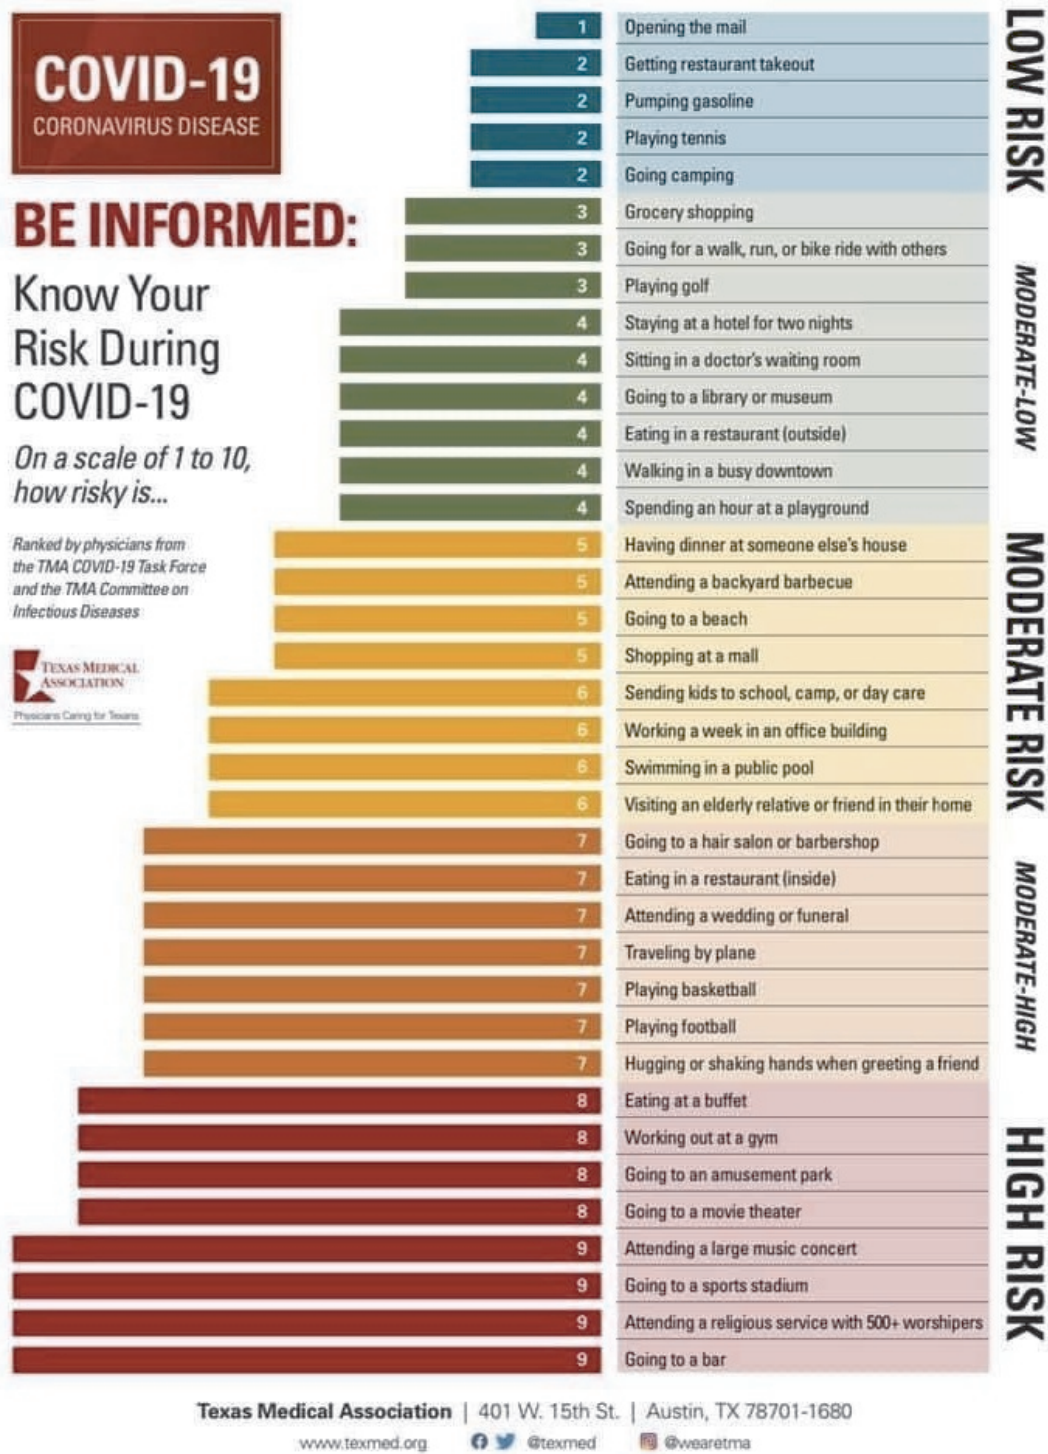 COVID-19
CORONAVIRUS DISEASE
BE INFORMED:
Know Your
Risk During
COVID-19
On a scale of 1 to 10,
how risky is...
Ranked by physicians from
the TMA COVID-19 Task Force
and the TMA Committee on
Infectious Diseases
TEXAS MEDICAL
ASSOCIATION
Physicians Caring for Texans
LOW RISK
1 Opening the mail
2 Getting restaurant takeout
2 Pumping gasoline
2 Playing tennis
2 Going camping
MODERATE-LOW
3 Grocery shopping
3 Going for a walk, run, or bike ride with others
3 Playing golf
4 Staying at a hotel for two nights
4 Sitting in a doctor's waiting room
4 Going to a library or museum
4 Eating in a restaurant (outside)
4 Walking in a busy downtown
4 Spending an hour at a playground
MODERATE RISK
5 Having dinner at someone else's house
5 Attending a backyard barbecue
5 Going to a beach
5 Shopping at a mall
6 Sending kids to school, camp, or day care
6 Working a week in an office building
6 Swimming in a public pool
6 Visiting an elderly relative or friend in their home
MODERATE-HIGH
7 Going to a hair salon or barbershop
7 Eating in a restaurant (inside)
7 Attending a wedding or funeral
7 Traveling by plane
7 Playing basketball
7 Playing football
7 Hugging or shaking hands when greeting a friend
HIGH RISK
8 Eating at a buffet
8 Working out at a gym
8 Going to an amusement park
8 Going to a movie theater
9 Attending a large music concert
9 Going to a sports stadium
9 Attending a religious service with 500+ worshipers
9 Going to a bar
Texas Medical Association | 401 W. 15th St. | Austin, TX 78701-1680
www.texmed.org @texmed @wearetma